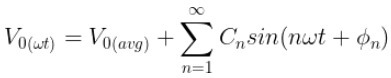 $V_{0(\omega t)} = V_{0(avg)} + \sum_{n=1}^{\infty} C_n sin(n\omega t + \phi_n)$